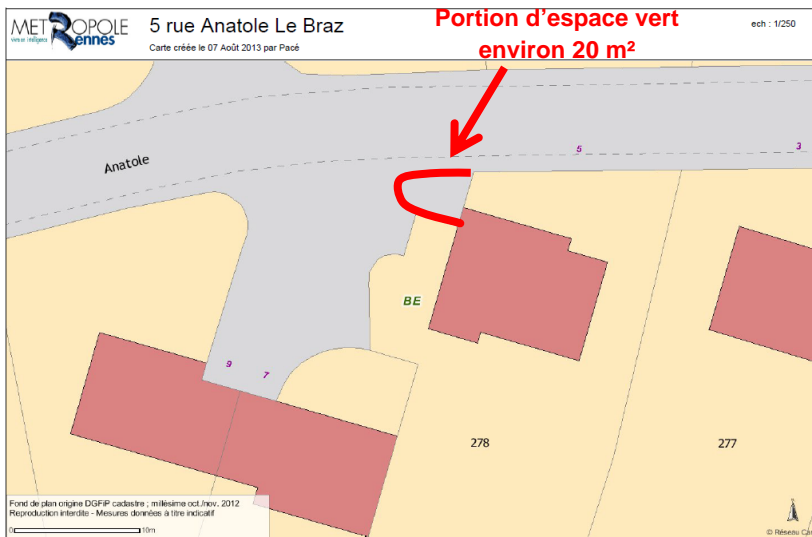 METROPOLE
Rennes
5 rue Anatole Le Braz
Carte créée le 07 Août 2013 par Pacé
Portion d'espace vert
environ 20 m²
ech : 1/250
Anatole
5
3
BE
9
7
278
277
Fond de plan origine DGFiP cadastre ; millésime oct./nov. 2012
Reproduction interdite - Mesures données à titre indicatif
0
10m
© Réseau